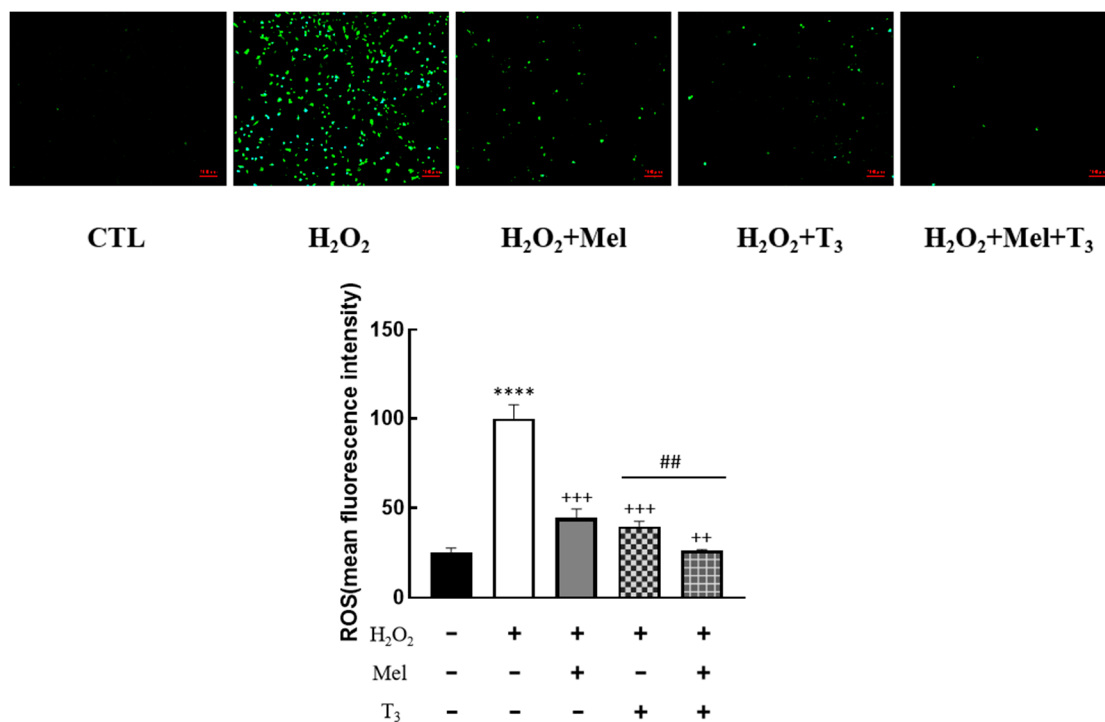 CTL H₂O₂ H₂O₂+Mel H₂O₂+T₃ H₂O₂+Mel+T₃
ROS(mean fluorescence intensity)
150
100
50
0
****
+++
+++
##
++
H₂O₂ − + + + +
Mel − − + − +
T₃ − − − + +